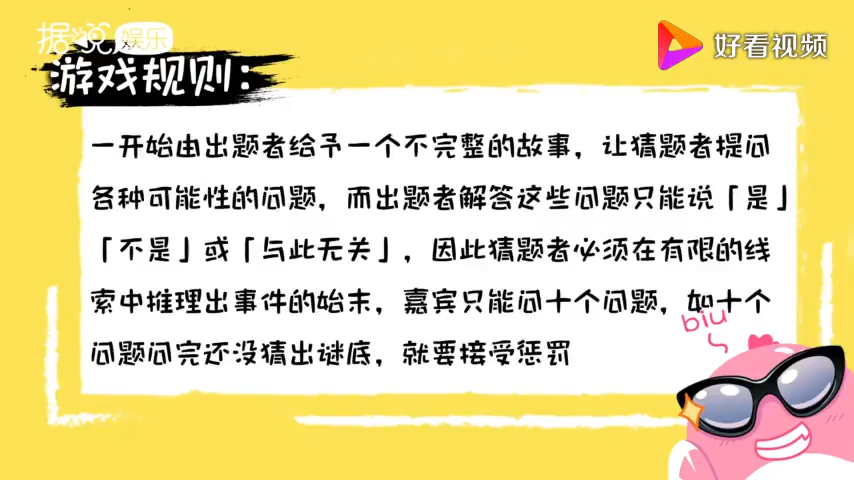 据说娱乐
好看视频
游戏规则:
一开始由出题者给予一个不完整的故事，让猜题者提问
各种可能性的问题，而出题者解答这些问题只能说「是」
「不是」或「与此无关」，因此猜题者必须在有限的线
索中推理出事件的始末，嘉宾只能问十个问题，如十个
问题问完还没猜出谜底，就要接受惩罚
biu